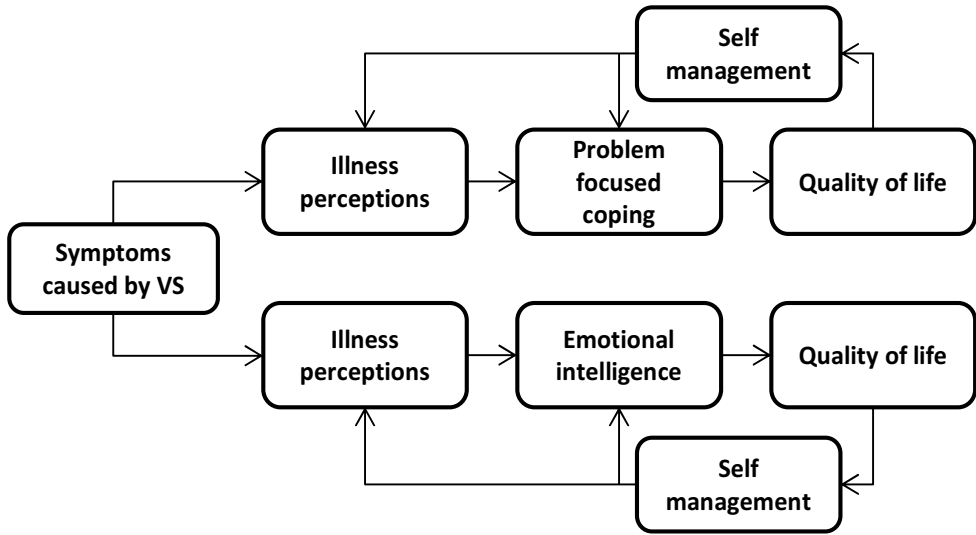 Self
management
Illness
perceptions
Problem
focused
coping
Quality of life
Symptoms
caused by VS
Illness
perceptions
Emotional
intelligence
Quality of life
Self
management